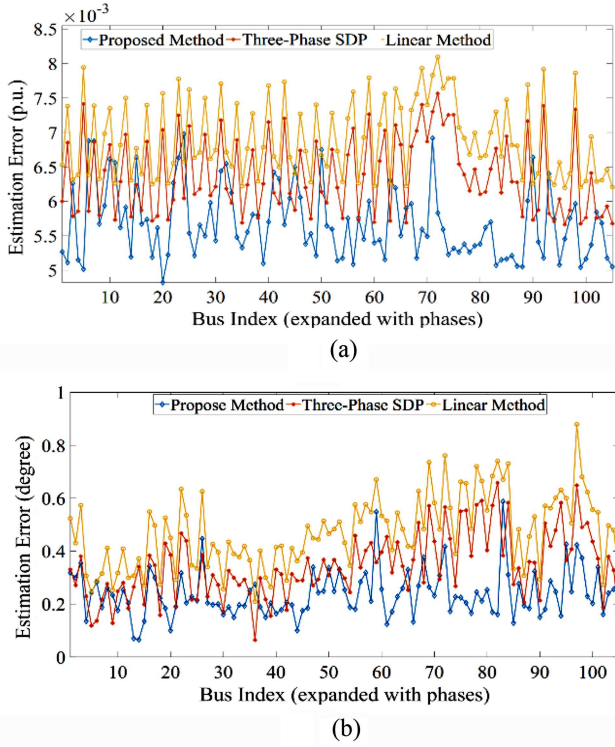 ×10⁻³
8.5
Proposed Method Three-Phase SDP Linear Method
8
7.5
7
6.5
6
5.5
5
Estimation Error (p.u.)
10 20 30 40 50 60 70 80 90 100
Bus Index (expanded with phases)
(a)
1
Propose Method Three-Phase SDP Linear Method
0.8
0.6
0.4
0.2
0
Estimation Error (degree)
10 20 30 40 50 60 70 80 90 100
Bus Index (expanded with phases)
(b)